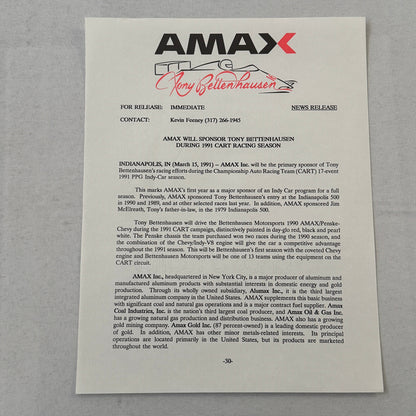 AMAX
Tony Bettenhausen
FOR RELEASE: IMMEDIATE NEWS RELEASE
CONTACT: Kevin Feeney (317) 266-1945
AMAX WILL SPONSOR TONY BETTENHAUSEN
DURING 1991 CART RACING SEASON
INDIANAPOLIS, IN (March 15, 1991) – AMAX Inc. will be the primary sponsor of Tony
Bettenhausen's racing efforts during the Championship Auto Racing Team (CART) 17-event
1991 PPG Indy-Car season.
This marks AMAX's first year as a major sponsor of an Indy Car program for a full
season. Previously, AMAX sponsored Tony Bettenhausen's entry at the Indianapolis 500
in 1990 and 1989, and at other selected races last year. In addition, AMAX sponsored Jim
McElreath, Tony's father-in-law, in the 1979 Indianapolis 500.
Tony Bettenhausen will drive the Bettenhausen Motorsports 1990 AMAX/Penske-
Chevy during the 1991 CART campaign, distinctively painted in day-glo red, black and pearl
white. The Penske chassis the team purchased won two races during the 1990 season, and
the combination of the Chevy/Indy-V8 engine will give the car a competitive advantage
throughout the 1991 season. This will be Bettenhausen's first season with the coveted Chevy
engine and Bettenhausen Motorsports will be one of 13 teams using the equipment on the
CART circuit.
AMAX Inc., headquartered in New York City, is a major producer of aluminum and
manufactured aluminum products with substantial interests in domestic energy and gold
production. Through its wholly owned subsidiary, Alumax Inc., it is the third largest
integrated aluminum company in the United States. AMAX supplements this basic business
with significant coal and natural gas operations and is a major contract fuel supplier. Amax
Coal Industries, Inc. is the nation's third largest coal producer, and Amax Oil & Gas Inc.
has a growing natural gas production and distribution business. AMAX also has a growing
gold mining company. Amax Gold Inc. (87 percent-owned) is a leading domestic producer
of gold. In addition, AMAX has other minor metals-related interests. Its principal
operations are located primarily in the United States, but its products are marketed
throughout the world.
-30-